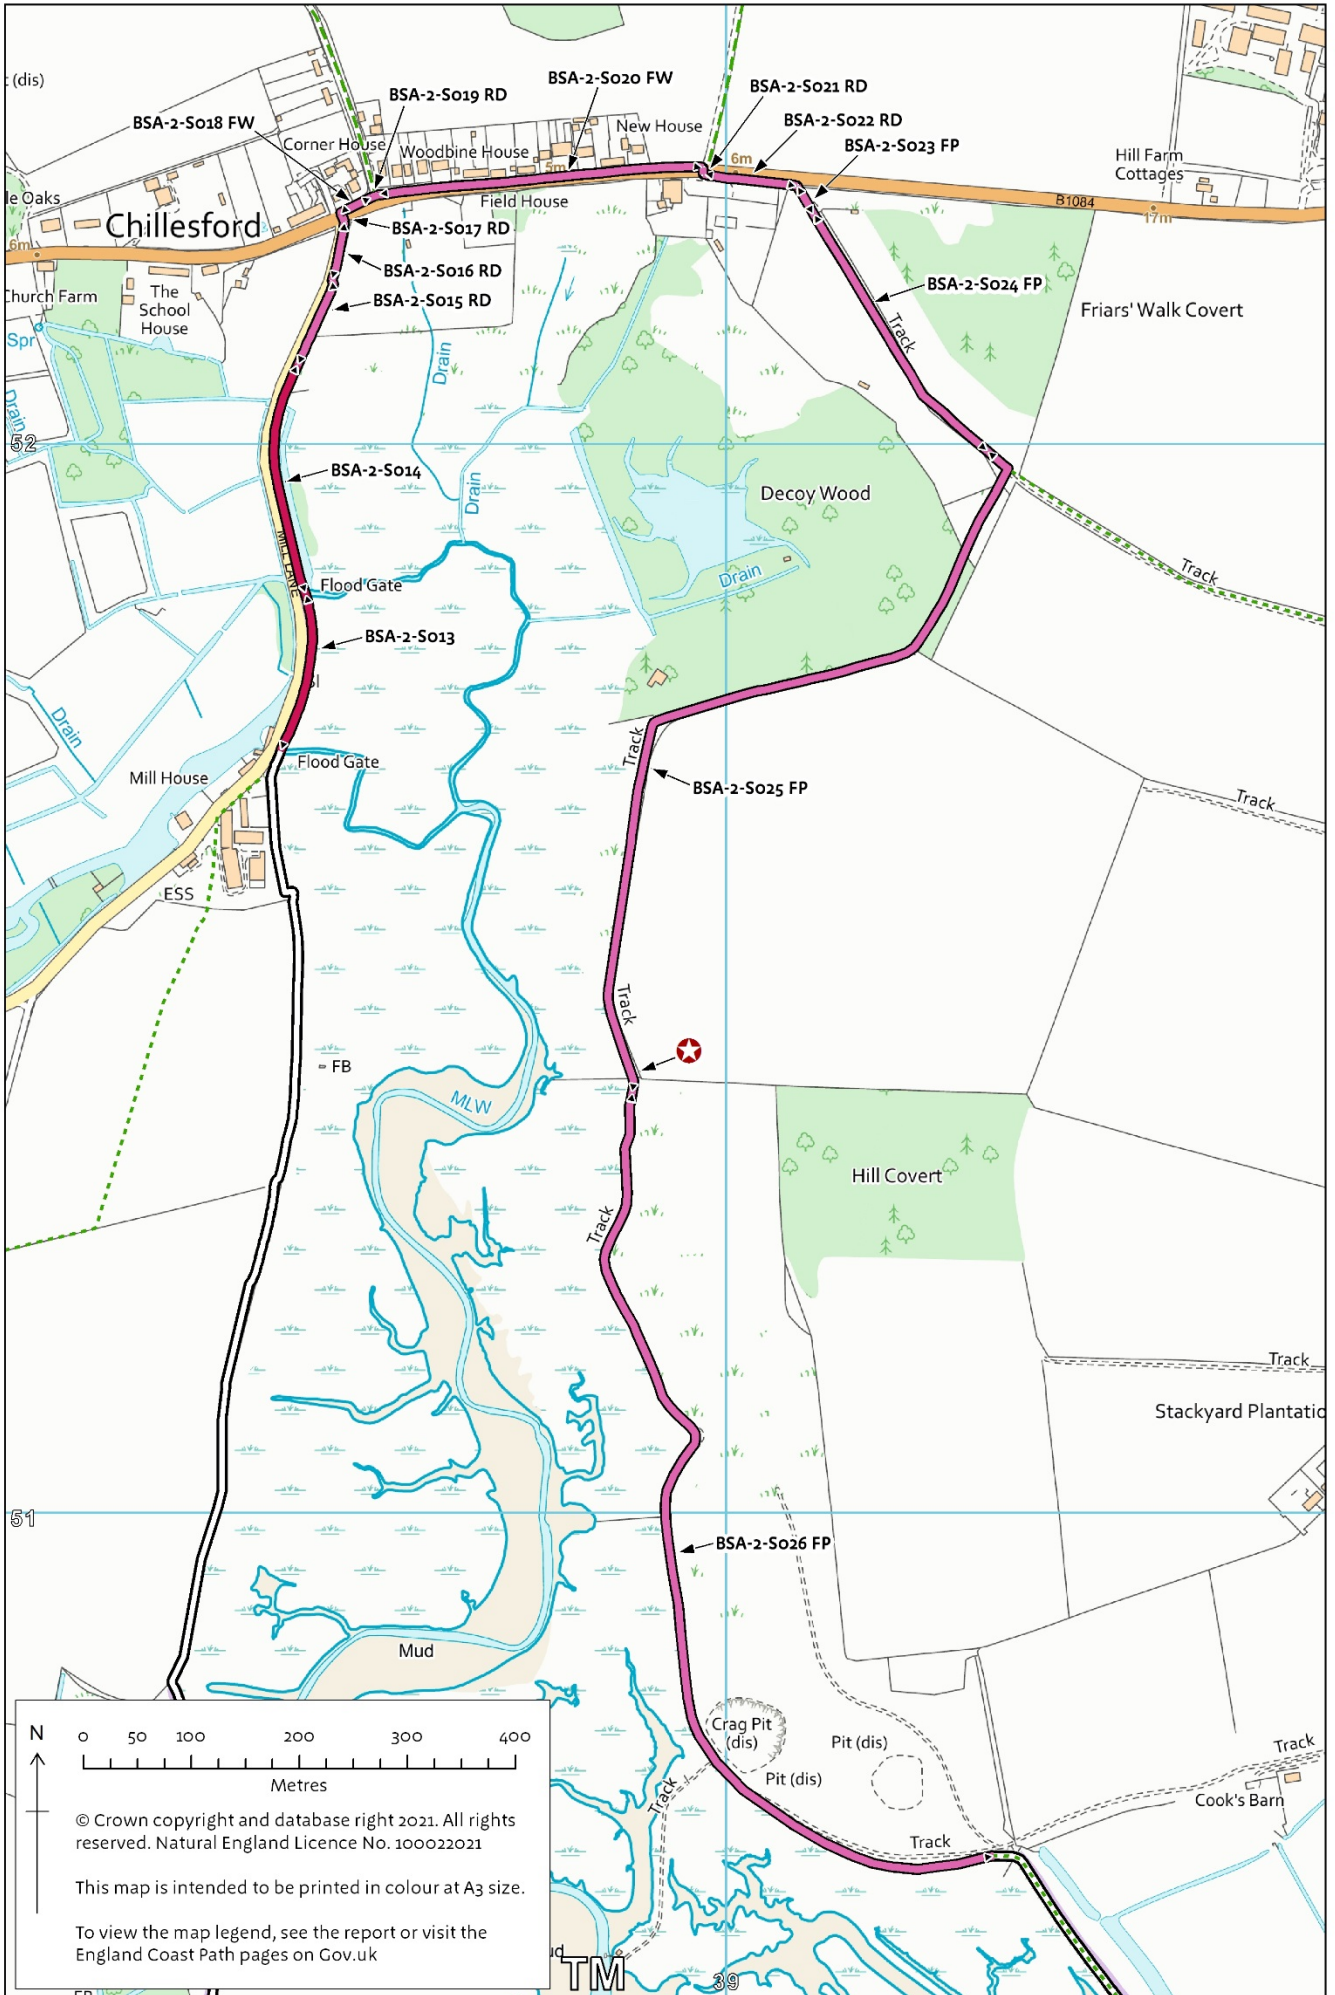 (dis)
BSA-2-S020 FW
BSA-2-S021 RD
BSA-2-S019 RD
BSA-2-S022 RD
BSA-2-S018 FW
New House
BSA-2-S023 FP
Corner House
Woodbine House
6m
Hill Farm
Cottages
5m
le Oaks
Field House
B1084
17m
Chillesford
BSA-2-S017 RD
6m
BSA-2-S016 RD
BSA-2-S024 FP
Church Farm
The
School
House
BSA-2-S015 RD
Friars' Walk Covert
Spr
Track
Drain
Drain
52
BSA-2-S014
Drain
Decoy Wood
MILL LANE
Flood Gate
Drain
Track
BSA-2-S013
Sl
Drain
Track
Flood Gate
Mill House
BSA-2-S025 FP
Track
ESS
Track
FB
MLW
Hill Covert
Track
Track
Stackyard Plantatio
51
BSA-2-S026 FP
Mud
Crag Pit
(dis)
Pit (dis)
Track
Pit (dis)
Track
Cook's Barn
Track
N
0 50 100 200 300 400
Metres
© Crown copyright and database right 2021. All rights
reserved. Natural England Licence No. 100022021
This map is intended to be printed in colour at A3 size.
To view the map legend, see the report or visit the
England Coast Path pages on Gov.uk
ud
TM
39